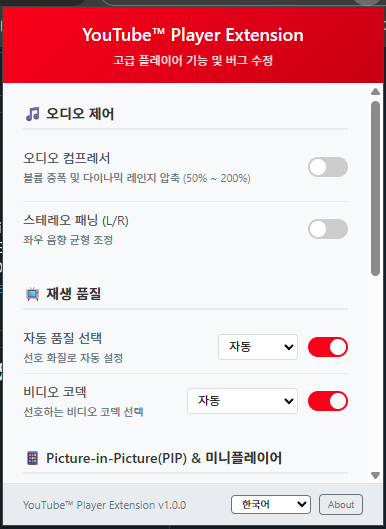 YouTube™ Player Extension
고급 플레이어 기능 및 버그 수정
🎵 오디오 제어
오디오 컴프레서
볼륨 증폭 및 다이나믹 레인지 압축 (50% ~ 200%)
스테레오 패닝 (L/R)
좌우 음향 균형 조정
📺 재생 품질
자동 품질 선택
자동
선호 화질로 자동 설정
비디오 코덱
자동
선호하는 비디오 코덱 선택
📱 Picture-in-Picture(PIP) & 미니플레이어
YouTube™ Player Extension v1.0.0
한국어
About